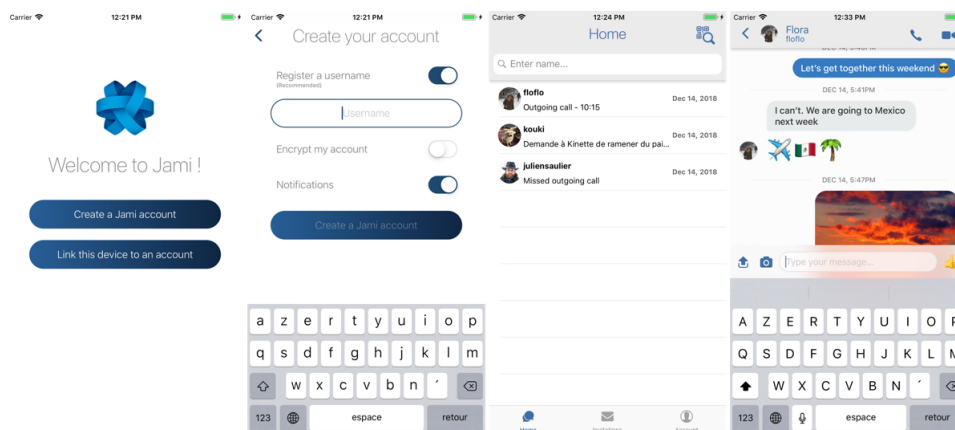 Carrier 12:21 PM
Welcome to Jami !
Create a Jami account
Link this device to an account
Carrier 12:21 PM
Create your account
Register a username
(Recommended)
Username
Encrypt my account
Notifications
Create a Jami account
a z e r t y u i o p
q s d f g h j k l m
w x c v b n ´
123 espace retour
Carrier 12:24 PM
Home
Enter name...
floflo
Outgoing call - 10:15 Dec 14, 2018
kouki
Demande à Kinette de ramener du pai... Dec 14, 2018
juliensaulier
Missed outgoing call Dec 14, 2018
Home Invitations Account
Carrier 12:33 PM
Flora
floflo
Let's get together this weekend 😎
DEC 14, 5:41PM
I can't. We are going to Mexico
next week
✈️🇲🇽🌴
DEC 14, 5:47PM
Type your message...
A Z E R T Y U I O P
Q S D F G H J K L M
W X C V B N ´
123 espace retour